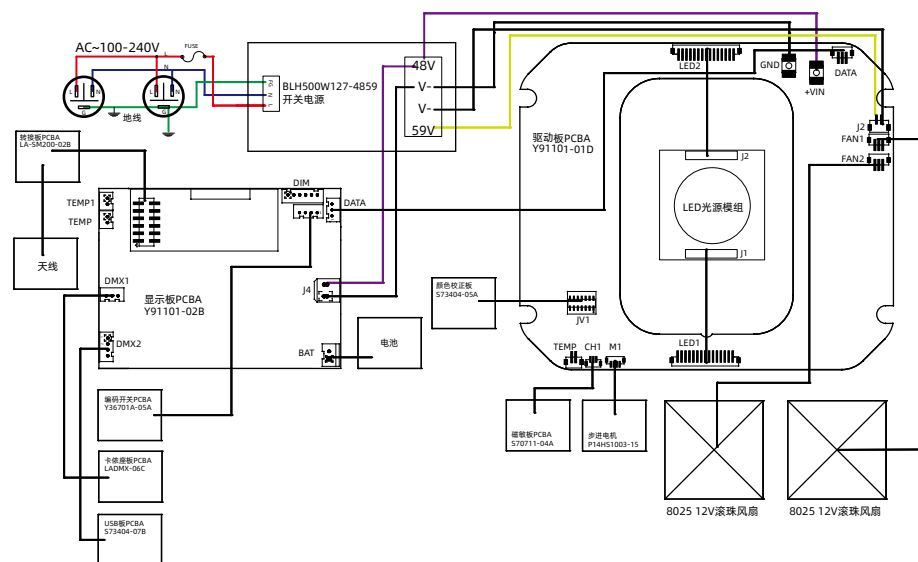 AC~100-240V
FUSE
L
N
L
N
L
N
G
G
地线
FG
N
L
BLH500W127-4859
开关电源
48V
V-
V-
59V
LED2
GND
+VIN
DATA
J2
FAN1
FAN2
驱动板PCBA
Y91101-01D
J2
LED光源模组
J1
转接板PCBA
LA-SM200-02B
天线
TEMP1
TEMP
DIM
DATA
DMX1
显示板PCBA
Y91101-02B
J4
DMX2
BAT
电池
颜色校正板
S73404-05A
JV1
LED1
TEMP
CH1
M1
编码开关PCBA
Y36701A-05A
卡侬座板PCBA
LADMX-06C
USB板PCBA
S73404-07B
磁敏板PCBA
S70711-04A
步进电机
P14HS1003-15
8025 12V滚珠风扇
8025 12V滚珠风扇